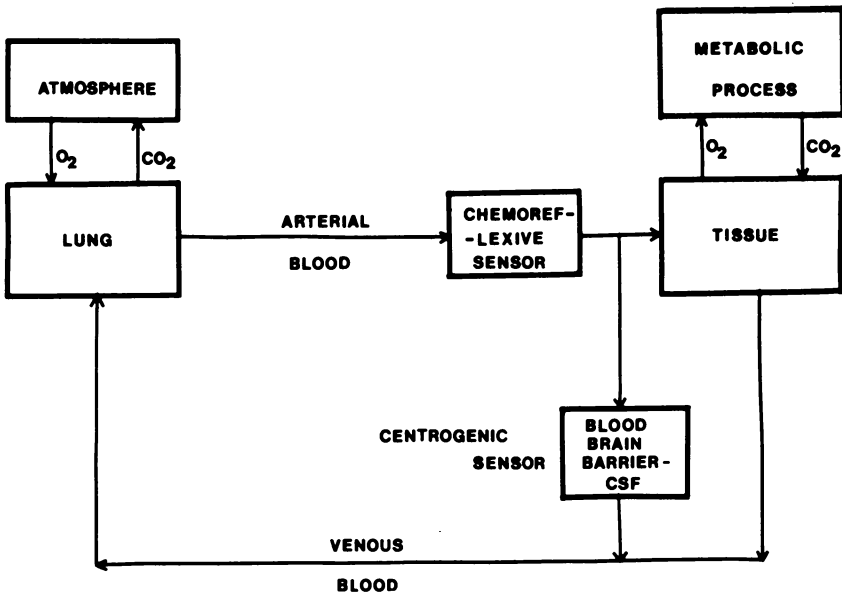 ATMOSPHERE
O2
CO2
LUNG
ARTERIAL
BLOOD
CHEMOREF-
-LEXIVE
SENSOR
METABOLIC
PROCESS
O2
CO2
TISSUE
CENTROGENIC
SENSOR
BLOOD
BRAIN
BARRIER-
CSF
VENOUS
BLOOD